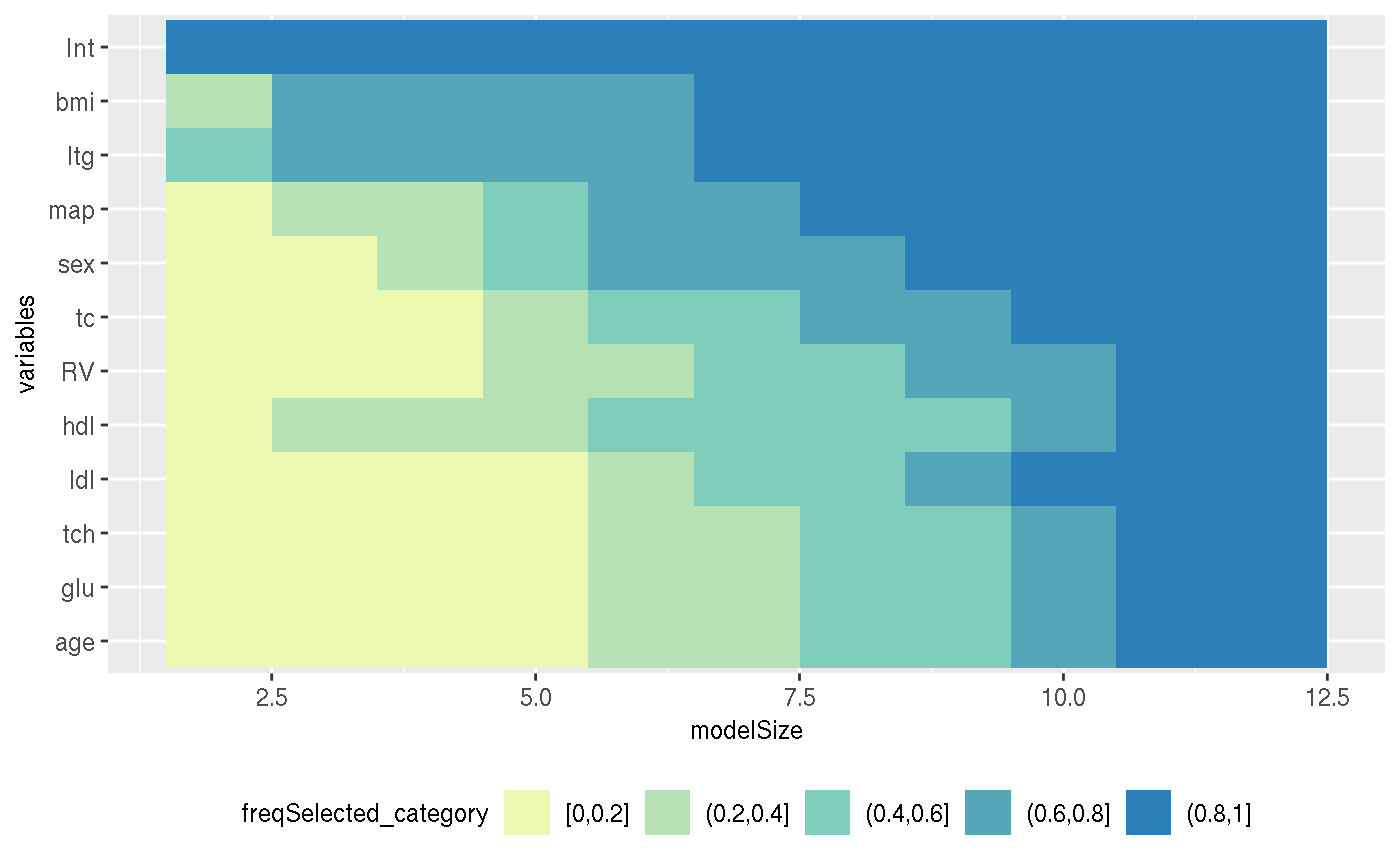 Int
bmi
ltg
map
sex
tc
RV
hdl
ldl
tch
glu
age
variables
2.5 5.0 7.5 10.0 12.5
modelSize
freqSelected_category [0,0.2] (0.2,0.4] (0.4,0.6] (0.6,0.8] (0.8,1]